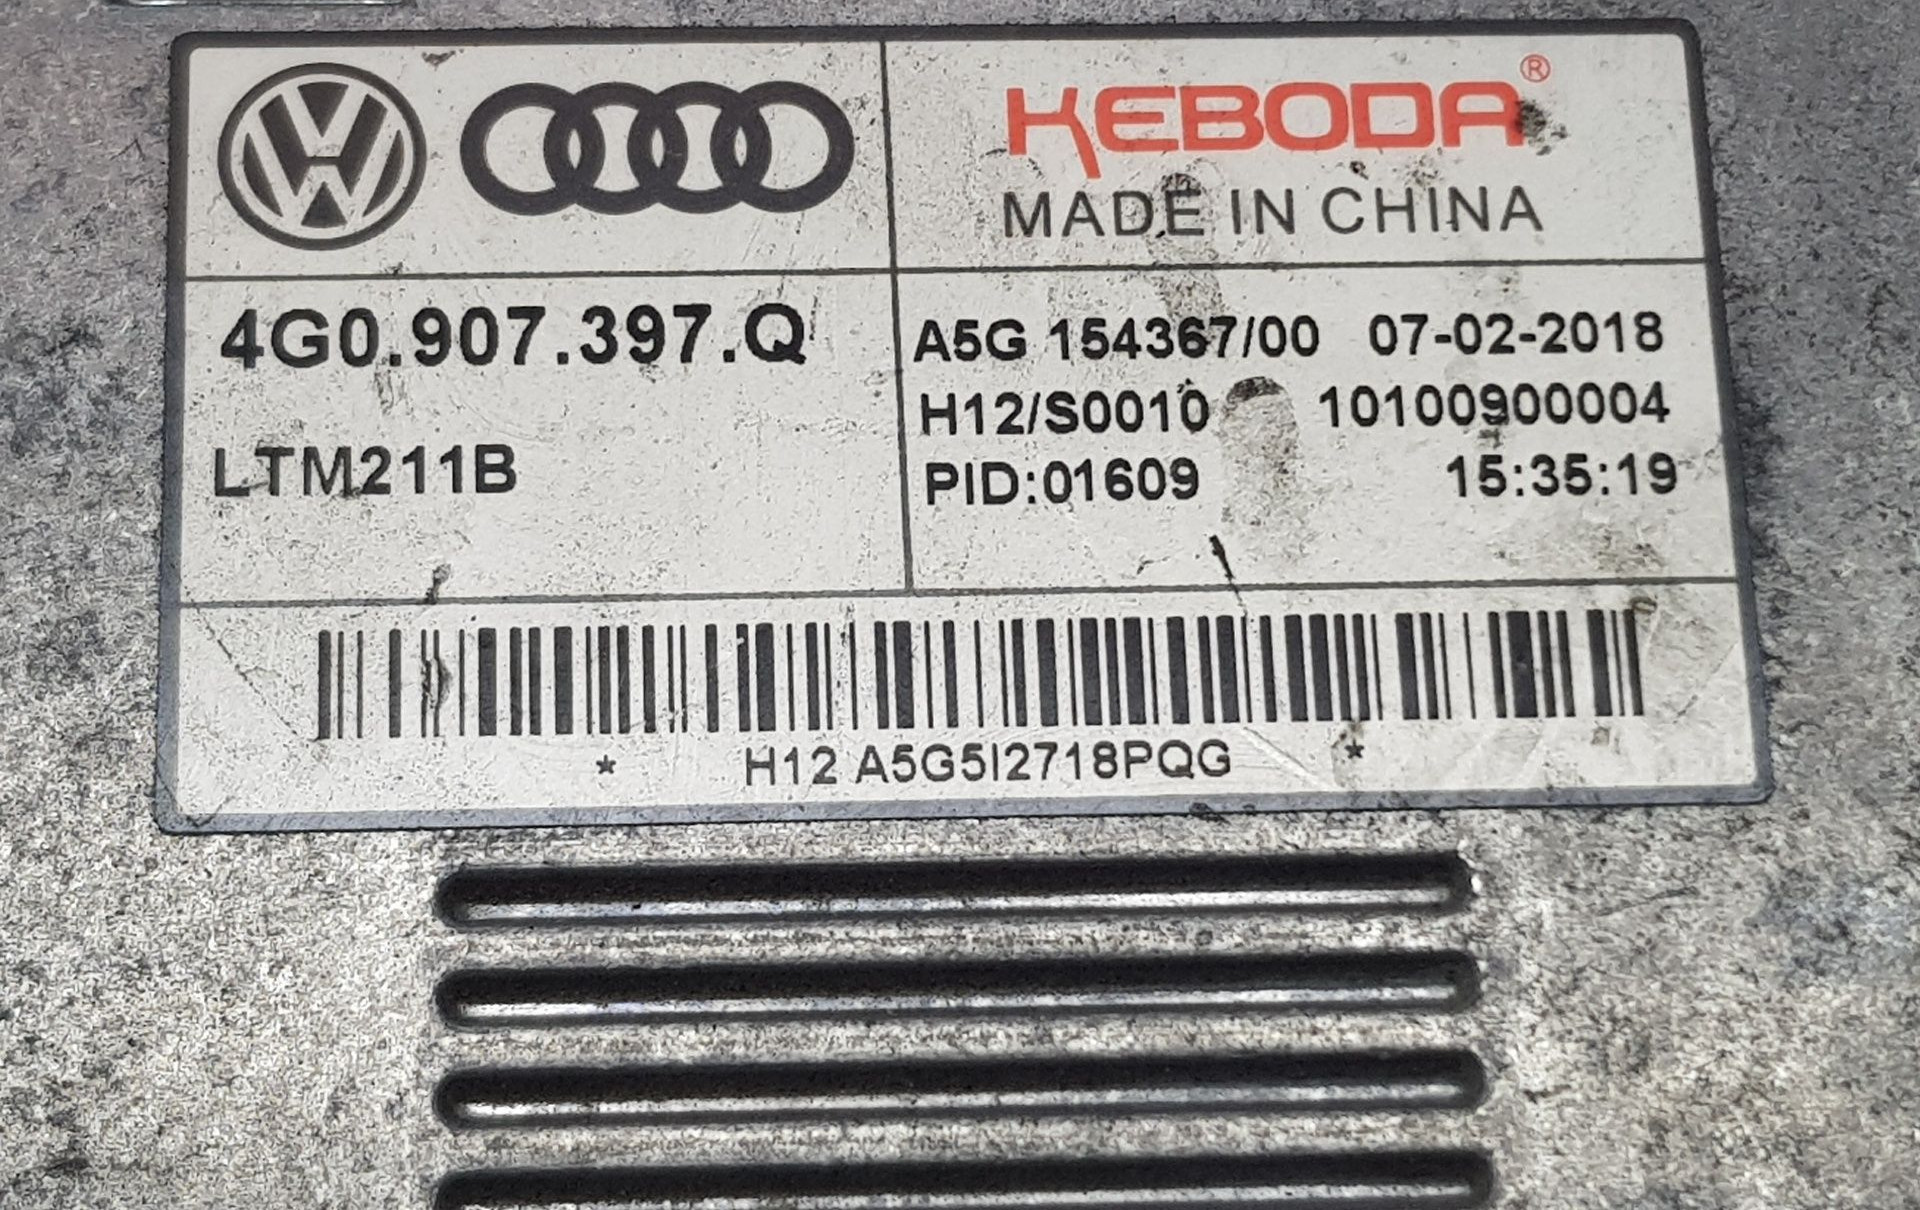 KEBODA®
MADE IN CHINA
4G0.907.397.Q
LTM211B
A5G 154367/00 07-02-2018
H12/S0010 10100900004
PID:01609 15:35:19
* H12 A5G5I2718PQG *